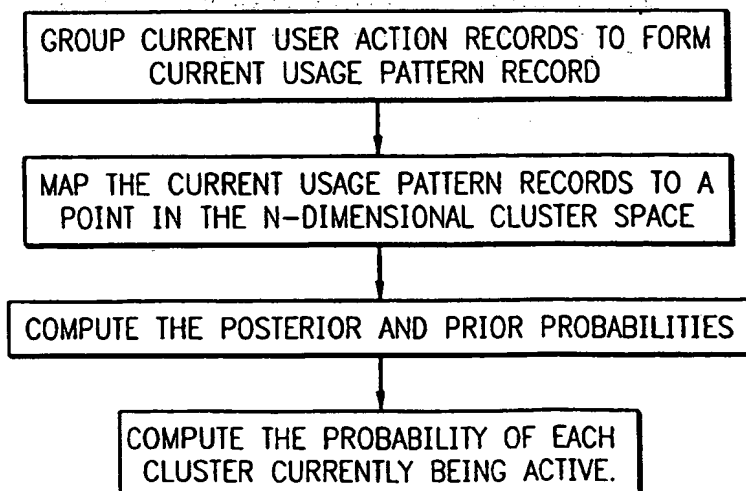 GROUP CURRENT USER ACTION RECORDS TO FORM
CURRENT USAGE PATTERN RECORD
MAP THE CURRENT USAGE PATTERN RECORDS TO A
POINT IN THE N-DIMENSIONAL CLUSTER SPACE
COMPUTE THE POSTERIOR AND PRIOR PROBABILITIES
COMPUTE THE PROBABILITY OF EACH
CLUSTER CURRENTLY BEING ACTIVE.